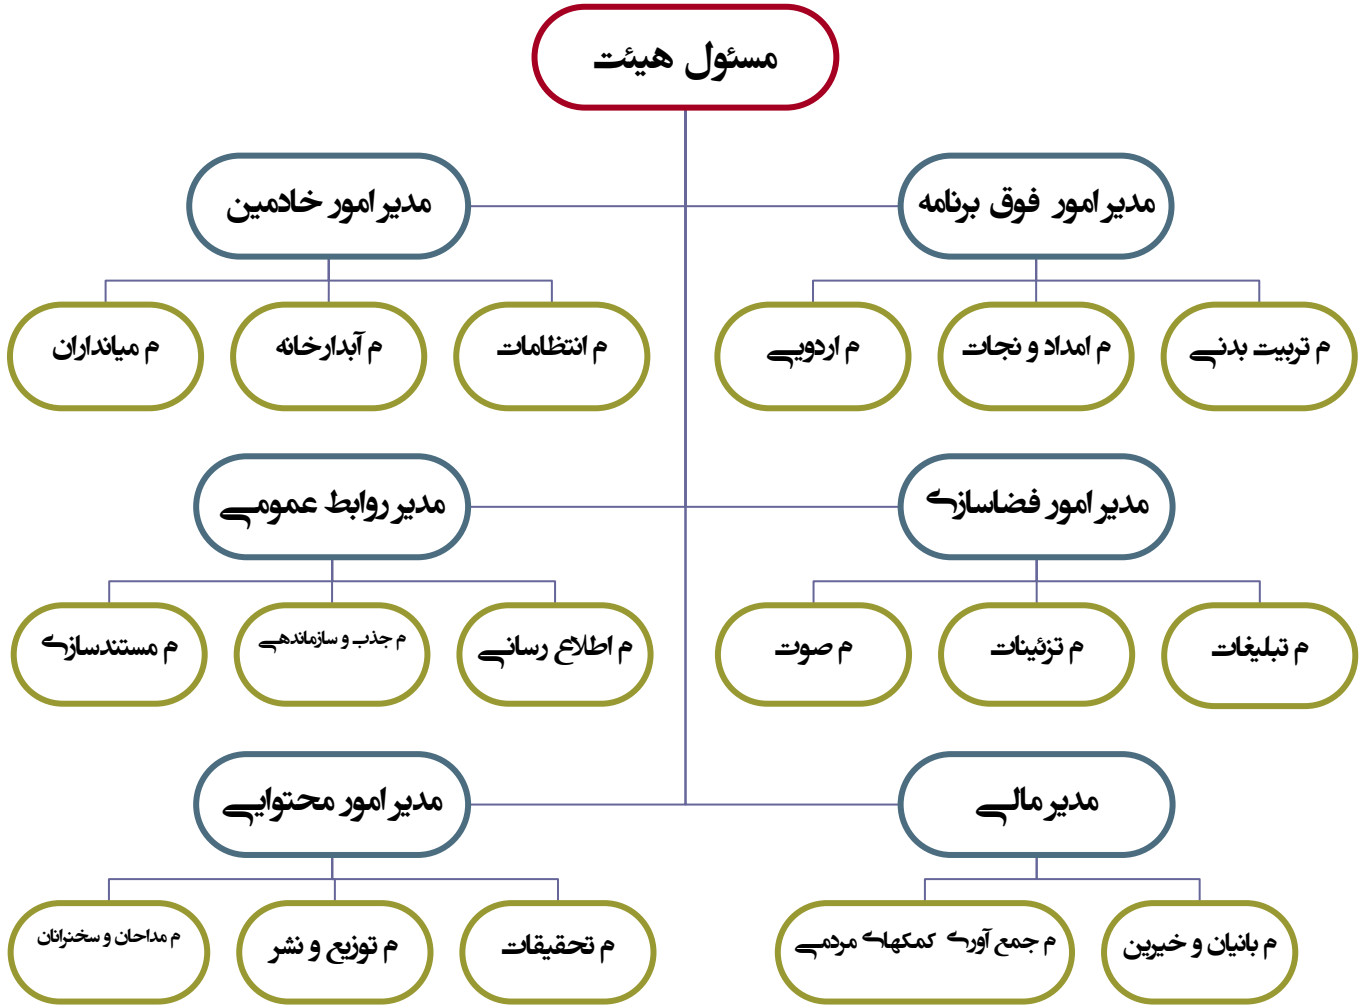 مسئول هیئت
مدیر امور فوق برنامه
مدیر امور خادمین
م تربیت بدنی
م امداد و نجات
م اردویی
م انتظامات
م آبدارخانه
م میانداران
مدیر امور فضاسازی
مدیر روابط عمومی
م تبلیغات
م تزئینات
م صوت
م اطلاع رسانی
م جذب و سازماندهی
م مستندسازی
مدیر مالی
مدیر امور محتوایی
م بانیان و خیرین
م جمع آوری کمکهای مردمی
م تحقیقات
م توزیع و نشر
م مداحان و سخنرانان